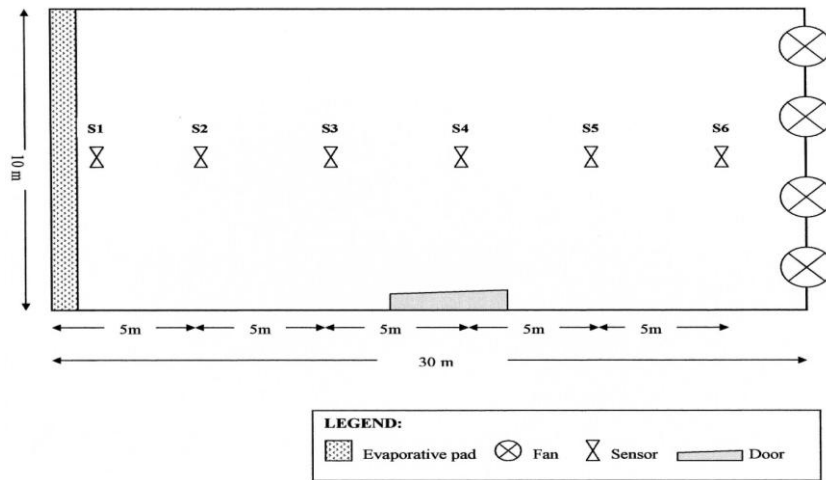 S1 S2 S3 S4 S5 S6
10 m
5m 5m 5m 5m 5m
30 m
LEGEND:
Evaporative pad Fan Sensor Door